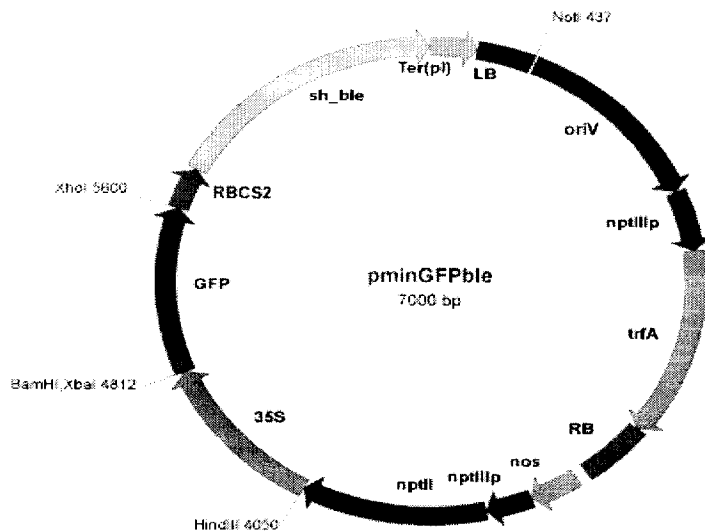 NotI 437
Ter(pl)
LB
sh_ble
oriV
XhoI 5600
RBCS2
nptIIIp
GFP
pminGFPble
7000 bp
trfA
BamHI,XbaI 4812
35S
RB
nos
nptIIIp
nptII
HindIII 4050